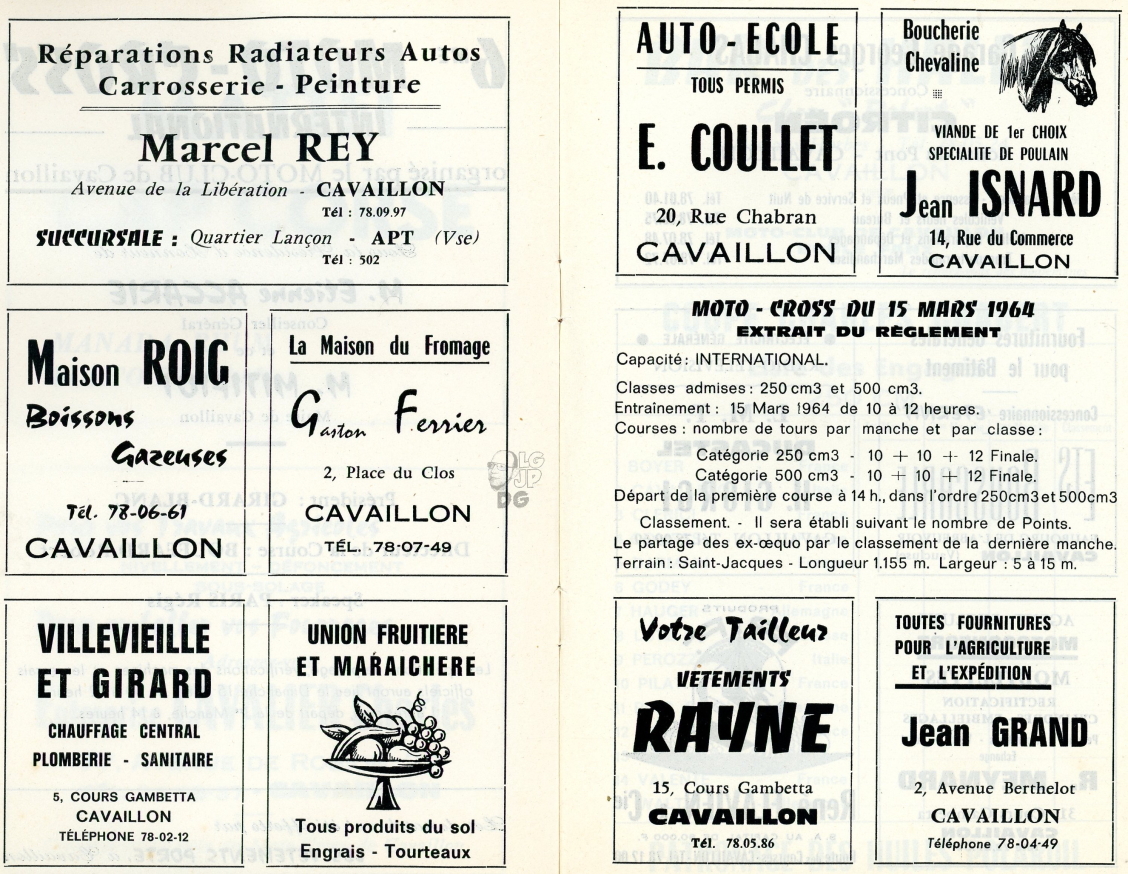 Réparations Radiateurs Autos
Carrosserie - Peinture
Marcel REY
Avenue de la Libération - CAVAILLON
Tél : 78.09.97
SUCCURSALE : Quartier Lançon - APT (Vse)
Tél : 502
Maison ROIG
Boissons
Gazeuses
Tél. 78-06-61
CAVAILLON
La Maison du Fromage
Gaston Ferrier
2, Place du Clos
CAVAILLON
TÉL. : 78-07-49
VILLEVIEILLE
ET GIRARD
CHAUFFAGE CENTRAL
PLOMBERIE - SANITAIRE
5, COURS GAMBETTA
CAVAILLON
TÉLÉPHONE 78-02-12
UNION FRUITIERE
ET MARAICHERE
Tous produits du sol
Engrais - Tourteaux
AUTO - ECOLE
TOUS PERMIS
E. COULLET
20, Rue Chabran
CAVAILLON
Boucherie
Chevaline
VIANDE DE 1er CHOIX
SPECIALITE DE POULAIN
Jean ISNARD
14, Rue du Commerce
CAVAILLON
MOTO - CROSS DU 15 MARS 1964
EXTRAIT DU RÉGLEMENT
Capacité : INTERNATIONAL.
Classes admises : 250 cm3 et 500 cm3.
Entrainement : 15 Mars 1964 de 10 à 12 heures.
Courses : nombre de tours par manche et par classe :
Catégorie 250 cm3 - 10 + 10 + 12 Finale.
Catégorie 500 cm3 - 10 + 10 + 12 Finale.
Départ de la première course à 14 h., dans l'ordre 250cm3 et 500cm3
Classement. - Il sera établi suivant le nombre de Points.
Le partage des ex-œquo par le classement de la dernière manche.
Terrain : Saint-Jacques - Longueur 1.155 m. Largeur : 5 à 15 m.
Votre Tailleur
VÊTEMENTS
RAYNE
15, Cours Gambetta
CAVAILLON
Tél. 78.05.86
TOUTES FOURNITURES
POUR L'AGRICULTURE
ET L'EXPÉDITION
Jean GRAND
2, Avenue Berthelot
CAVAILLON
Téléphone 78-04-49
LG
JP
DG